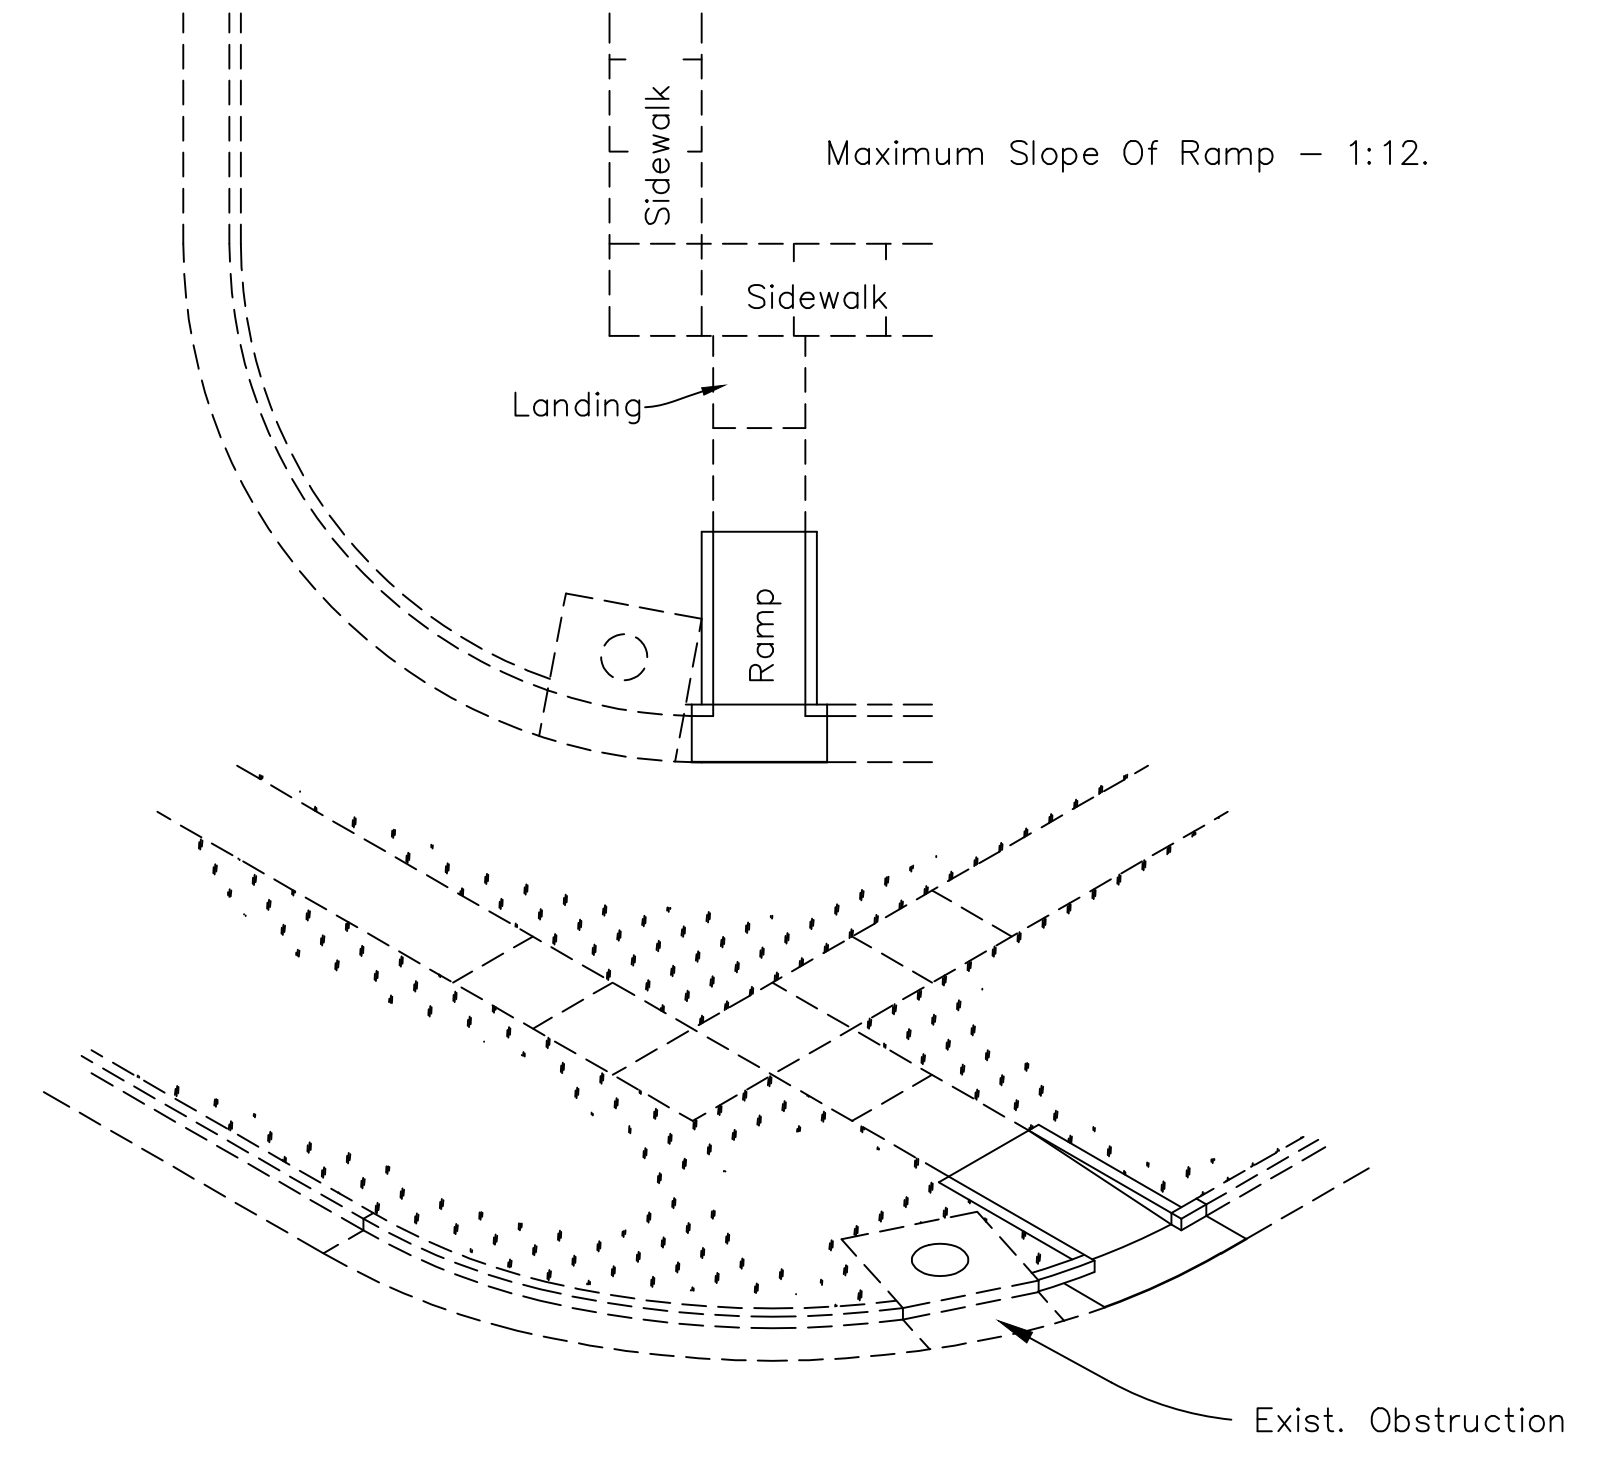 Sidewalk
Maximum Slope Of Ramp – 1:12.
Sidewalk
Landing
Ramp
Exist. Obstruction